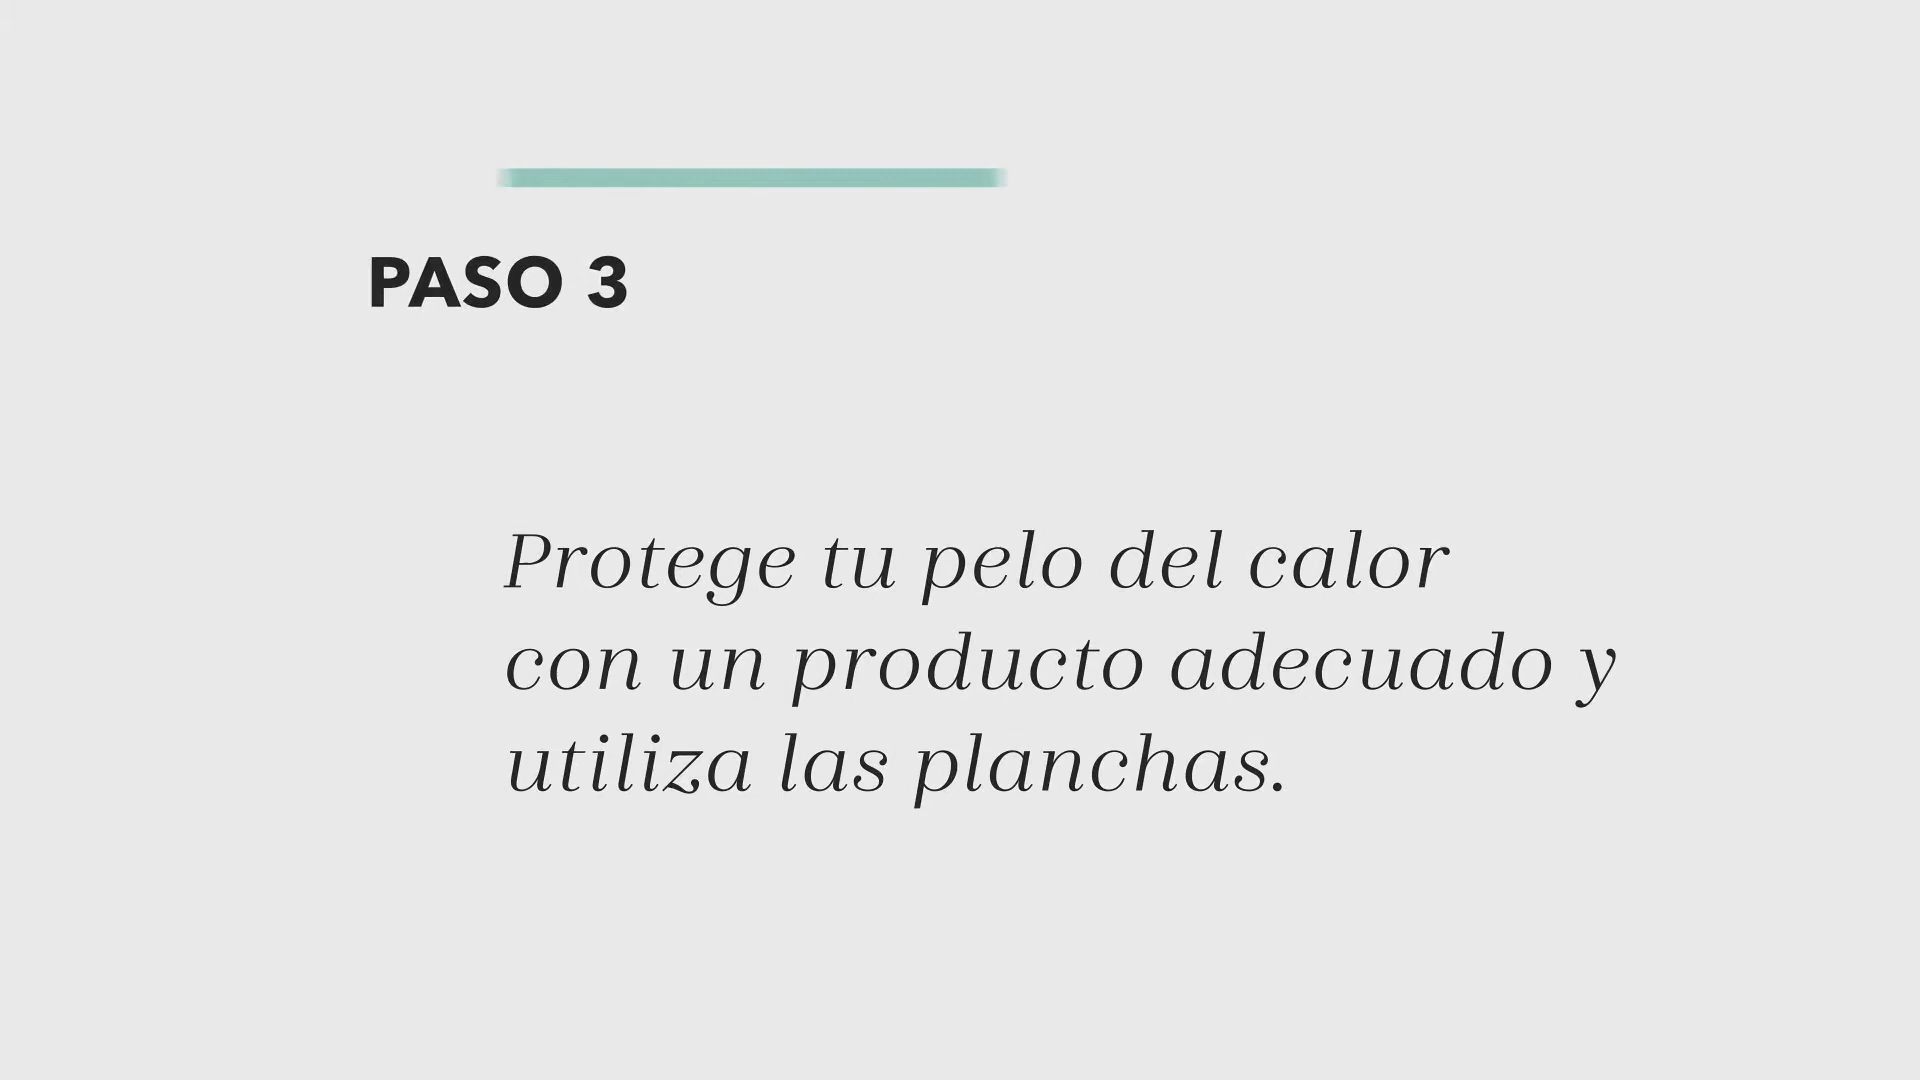 PASO 3
Protege tu pelo del calor
con un producto adecuado y
utiliza las planchas.